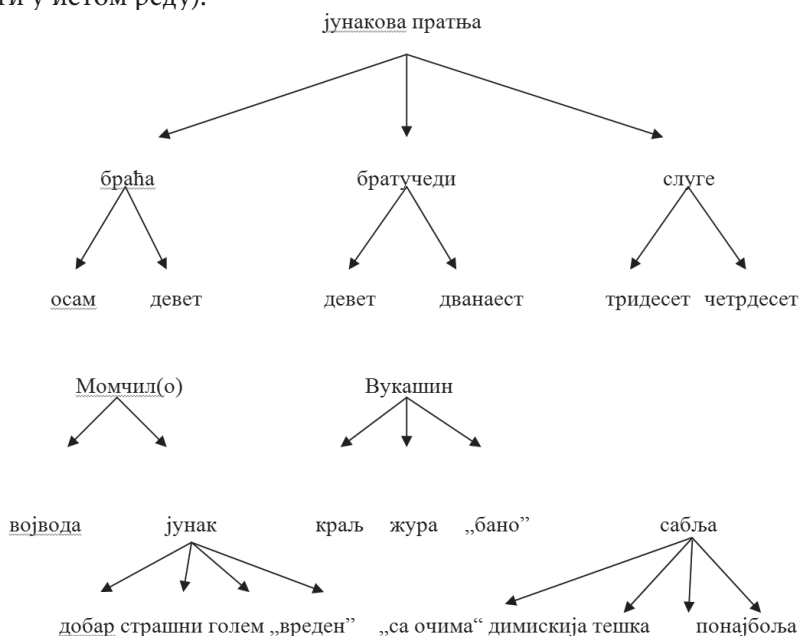 ти у истом реду).
јунакова пратња
браћа братучеди слуге
осам девет девет дванаест тридесет четрдесет
Момчил(о) Вукашин
војвода јунак краљ жура „бано” сабља
добар страшни голем „вреден” „са очима“ димискија тешка понајбоља